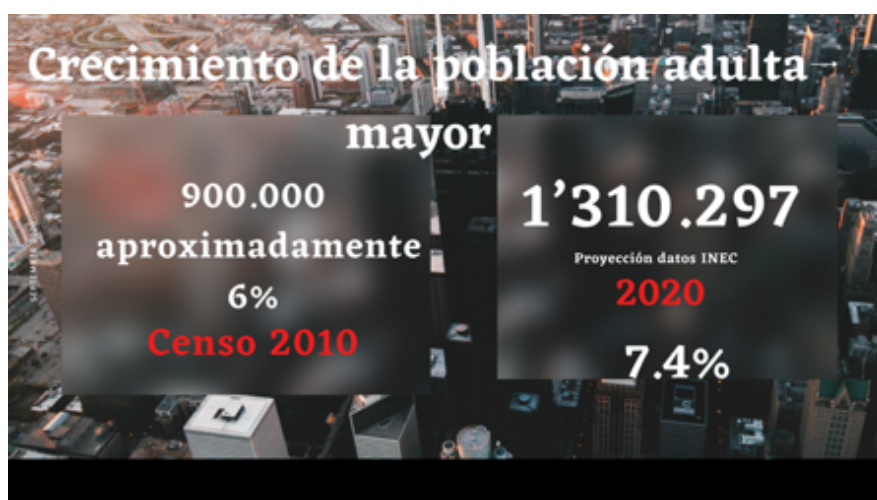 Crecimiento de la población adulta
mayor
900.000
aproximadamente
6%
Censo 2010
1’310.297
Proyección datos INEC
2020
7.4%